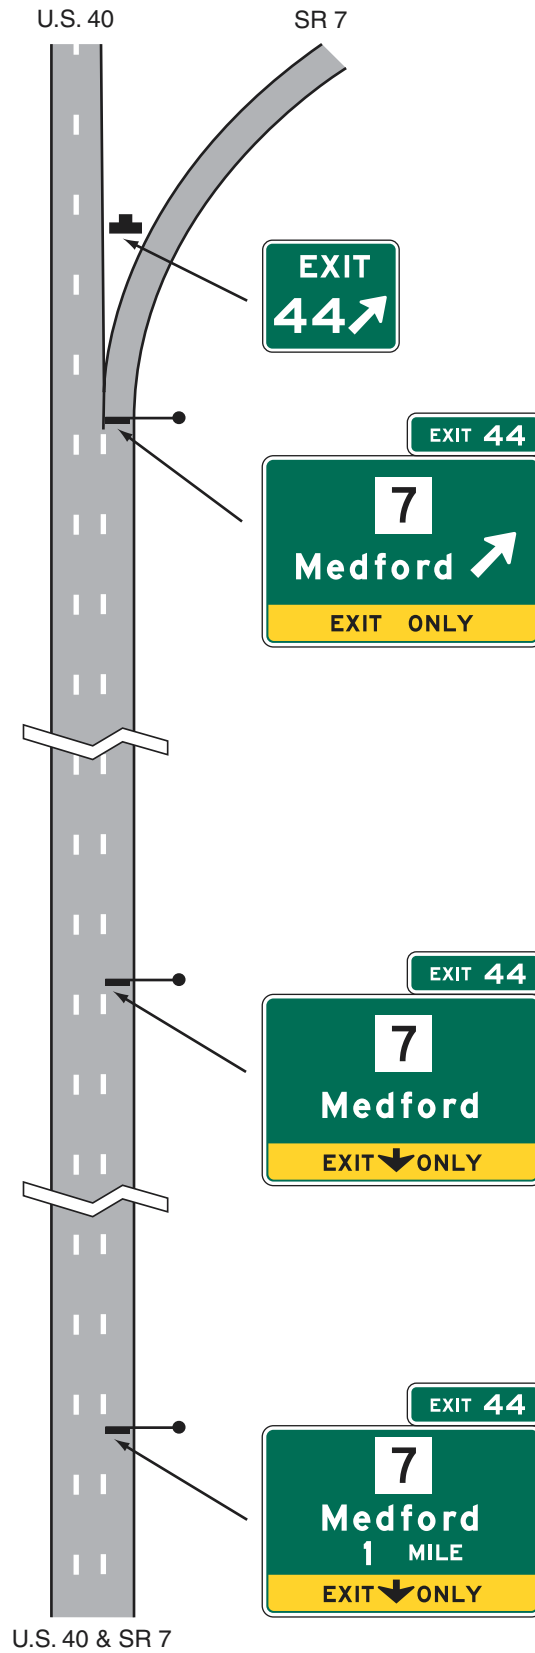 U.S. 40
SR 7
EXIT
44
EXIT 44
7
Medford
EXIT ONLY
EXIT 44
7
Medford
EXIT ONLY
EXIT 44
7
Medford
1 MILE
EXIT ONLY
U.S. 40 & SR 7